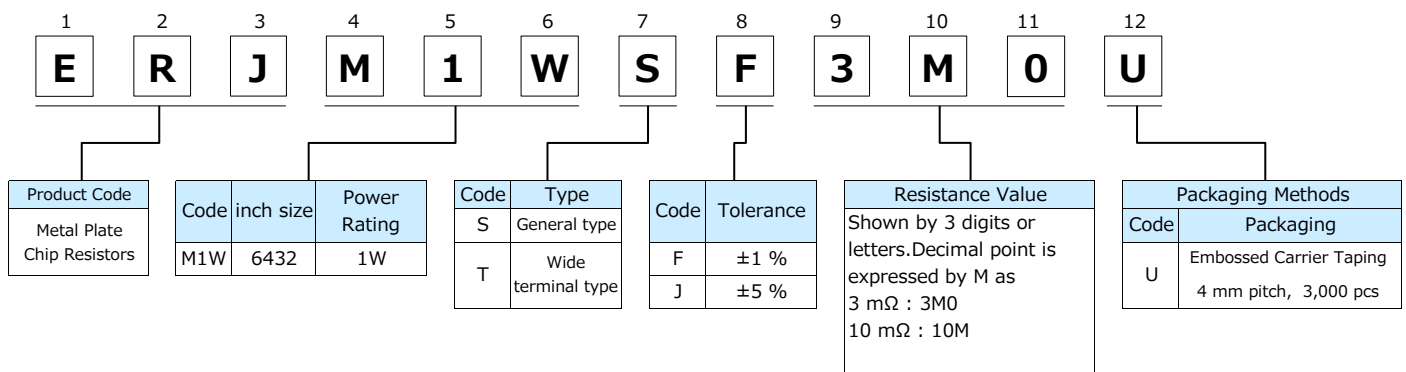 1 2 3 4 5 6 7 8 9 10 11 12
E R J M 1 W S F 3 M 0 U
Product Code
Metal Plate
Chip Resistors
Code inch size Power Rating
M1W 6432 1W
Code Type
S General type
T Wide terminal type
Code Tolerance
F ±1 %
J ±5 %
Resistance Value
Shown by 3 digits or
letters.Decimal point is
expressed by M as
3 mΩ : 3M0
10 mΩ : 10M
Packaging Methods
Code Packaging
U Embossed Carrier Taping
4 mm pitch, 3,000 pcs